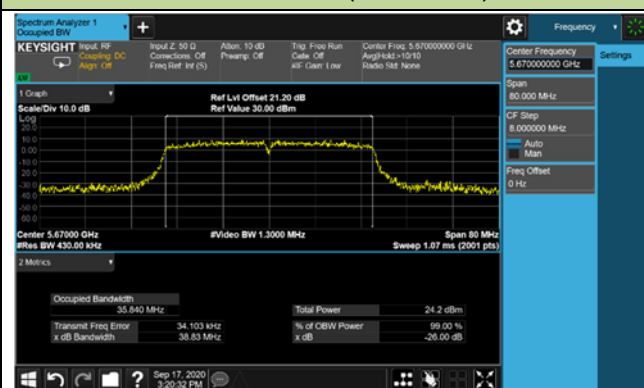 Spectrum Analyzer 1
Occupied BW
Frequency
KEYSIGHT
Input: RF
Coupling: DC
Align: Off
Input Z: 50 Ω
Corrections: Off
Freq Ref: Int (S)
Atten: 10 dB
Preamp: Off
Trig: Free Run
Gate: Off
#IF Gain: Low
Center Freq: 5.670000000 GHz
Avg|Hold:>10/10
Radio Std: None
Center Frequency
5.670000000 GHz
Settings
Span
80.000 MHz
CF Step
8.000000 MHz
Auto
Man
Freq Offset
0 Hz
1 Graph
Scale/Div 10.0 dB
Ref Lvl Offset 21.20 dB
Ref Value 30.00 dBm
Log
20.0
10.0
0.00
-10.0
-20.0
-30.0
-40.0
-50.0
-60.0
Center 5.67000 GHz
#Video BW 1.3000 MHz
Span 80 MHz
#Res BW 430.00 kHz
Sweep 1.07 ms (2001 pts)
2 Metrics
Occupied Bandwidth
35.840 MHz
Total Power
24.2 dBm
Transmit Freq Error
34.103 kHz
% of OBW Power
99.00 %
x dB Bandwidth
38.83 MHz
x dB
-26.00 dB
Sep 17, 2020
3:20:32 PM